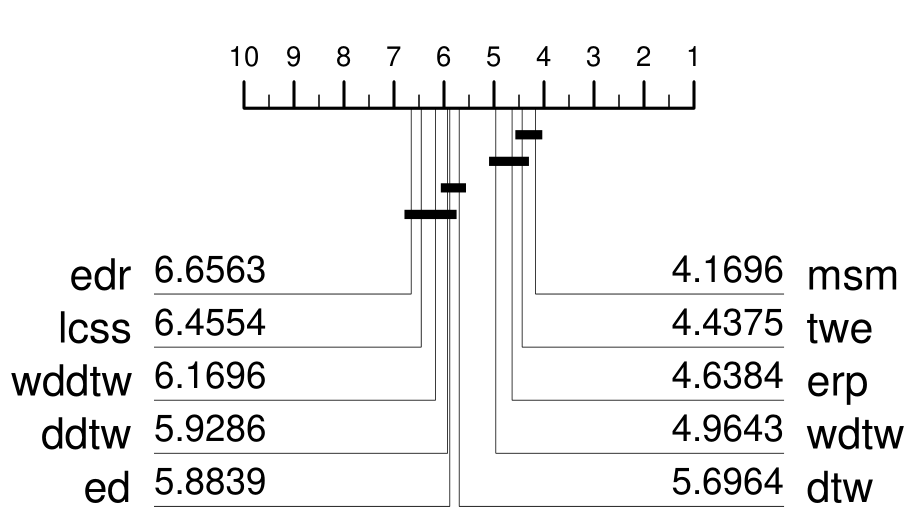 10 9 8 7 6 5 4 3 2 1
edr 6.6563 4.1696 msm
lcss 6.4554 4.4375 twe
wddtw 6.1696 4.6384 erp
ddtw 5.9286 4.9643 wdtw
ed 5.8839 5.6964 dtw